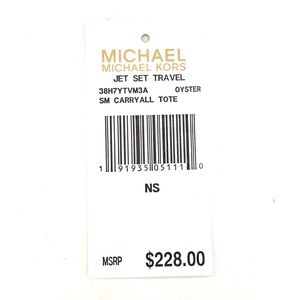 MICHAEL
MICHAEL KORS
JET SET TRAVEL
38H7YTVM3A OYSTER
SM CARRYALL TOTE
1 91935 05111 0
NS
MSRP $228.00